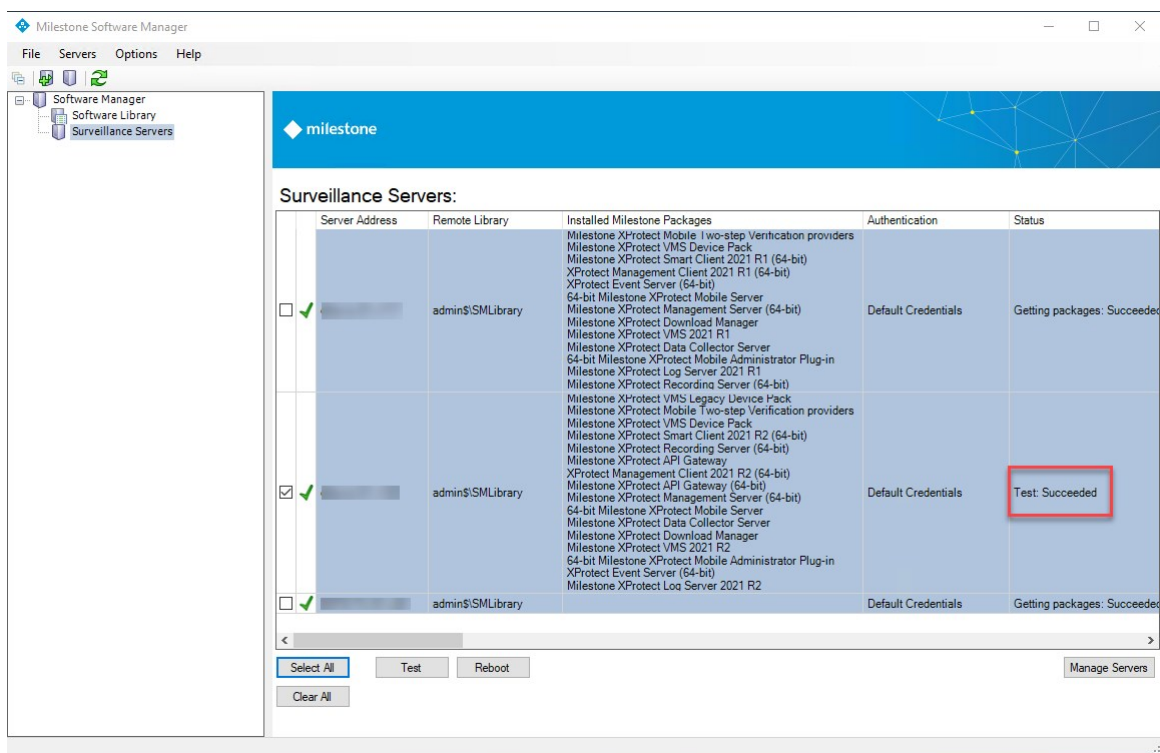 Milestone Software Manager
File Servers Options Help
Software Manager
Software Library
Surveillance Servers
milestone
Surveillance Servers:
Server Address Remote Library Installed Milestone Packages Authentication Status
Milestone XProtect Mobile Two-step Verification providers
Milestone XProtect VMS Device Pack
Milestone XProtect Smart Client 2021 R1 (64-bit)
XProtect Management Client 2021 R1 (64-bit)
XProtect Event Server (64-bit)
64-bit Milestone XProtect Mobile Server
admin$\SMLibrary Milestone XProtect Management Server (64-bit) Default Credentials Getting packages: Succeeded
Milestone XProtect Download Manager
Milestone XProtect VMS 2021 R1
Milestone XProtect Data Collector Server
64-bit Milestone XProtect Mobile Administrator Plug-in
Milestone XProtect Log Server 2021 R1
Milestone XProtect Recording Server (64-bit)
Milestone XProtect VMS Legacy Device Pack
Milestone XProtect Mobile Two-step Verification providers
Milestone XProtect VMS Device Pack
Milestone XProtect Smart Client 2021 R2 (64-bit)
Milestone XProtect Recording Server (64-bit)
Milestone XProtect API Gateway
XProtect Management Client 2021 R2 (64-bit)
Milestone XProtect API Gateway (64-bit)
admin$\SMLibrary Milestone XProtect Management Server (64-bit) Default Credentials Test: Succeeded
64-bit Milestone XProtect Mobile Server
Milestone XProtect Data Collector Server
Milestone XProtect Download Manager
Milestone XProtect VMS 2021 R2
64-bit Milestone XProtect Mobile Administrator Plug-in
XProtect Event Server (64-bit)
Milestone XProtect Log Server 2021 R2
admin$\SMLibrary Default Credentials Getting packages: Succeeded
Select All Test Reboot Manage Servers
Clear All